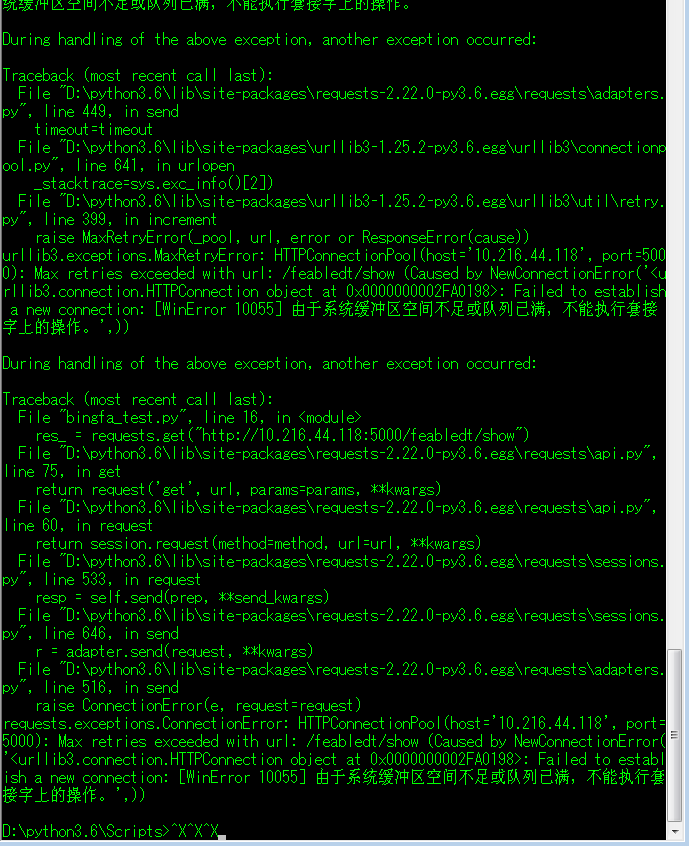 统缓冲区空间不足或队列已满，不能执行套接字上的操作。
During handling of the above exception, another exception occurred:
Traceback (most recent call last):
  File "D:\python3.6\lib\site-packages\requests-2.22.0-py3.6.egg\requests\adapters.
py", line 449, in send
    timeout=timeout
  File "D:\python3.6\lib\site-packages\urllib3-1.25.2-py3.6.egg\urllib3\connectionp
ool.py", line 641, in urlopen
    _stacktrace=sys.exc_info()[2])
  File "D:\python3.6\lib\site-packages\urllib3-1.25.2-py3.6.egg\urllib3\util\retry.
py", line 399, in increment
    raise MaxRetryError(_pool, url, error or ResponseError(cause))
urllib3.exceptions.MaxRetryError: HTTPConnectionPool(host='10.216.44.118', port=500
0): Max retries exceeded with url: /feabledt/show (Caused by NewConnectionError('<u
rllib3.connection.HTTPConnection object at 0x0000000002FA0198>: Failed to establish
 a new connection: [WinError 10055] 由于系统缓冲区空间不足或队列已满，不能执行套接
字上的操作。',))
During handling of the above exception, another exception occurred:
Traceback (most recent call last):
  File "bingfa_test.py", line 16, in <module>
    res_ = requests.get("http://10.216.44.118:5000/feabledt/show")
  File "D:\python3.6\lib\site-packages\requests-2.22.0-py3.6.egg\requests\api.py",
line 75, in get
    return request('get', url, params=params, **kwargs)
  File "D:\python3.6\lib\site-packages\requests-2.22.0-py3.6.egg\requests\api.py",
line 60, in request
    return session.request(method=method, url=url, **kwargs)
  File "D:\python3.6\lib\site-packages\requests-2.22.0-py3.6.egg\requests\sessions.
py", line 533, in request
    resp = self.send(prep, **send_kwargs)
  File "D:\python3.6\lib\site-packages\requests-2.22.0-py3.6.egg\requests\sessions.
py", line 646, in send
    r = adapter.send(request, **kwargs)
  File "D:\python3.6\lib\site-packages\requests-2.22.0-py3.6.egg\requests\adapters.
py", line 516, in send
    raise ConnectionError(e, request=request)
requests.exceptions.ConnectionError: HTTPConnectionPool(host='10.216.44.118', port=
5000): Max retries exceeded with url: /feabledt/show (Caused by NewConnectionError(
'<urllib3.connection.HTTPConnection object at 0x0000000002FA0198>: Failed to establ
ish a new connection: [WinError 10055] 由于系统缓冲区空间不足或队列已满，不能执行套
接字上的操作。',))
D:\python3.6\Scripts>^X^X^X